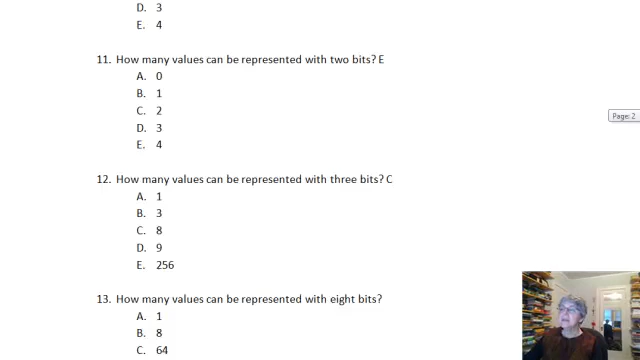 D. 3
E. 4
11. How many values can be represented with two bits? E
A. 0
B. 1
C. 2
D. 3
E. 4
Page: 2
12. How many values can be represented with three bits? C
A. 1
B. 3
C. 8
D. 9
E. 256
13. How many values can be represented with eight bits?
A. 1
B. 8
C. 64